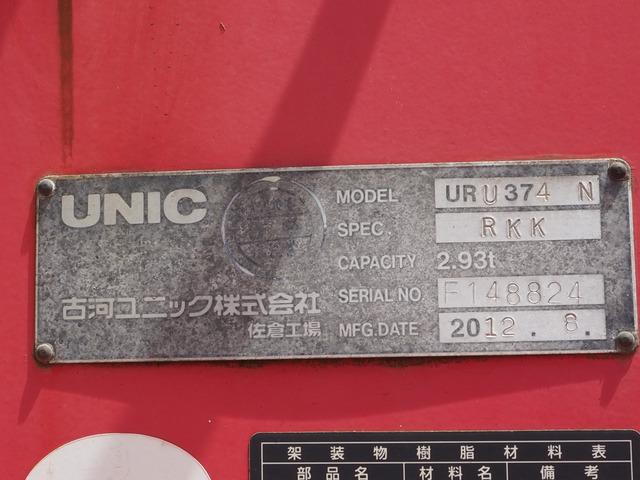 UNIC
MODEL URU374 N
SPEC. RKK
CAPACITY 2.93t
SERIAL NO. F148824
MFG.DATE 2012.8.
古河ユニック株式会社
佐倉工場
架装物樹脂材料表
部品名 材料名 備考